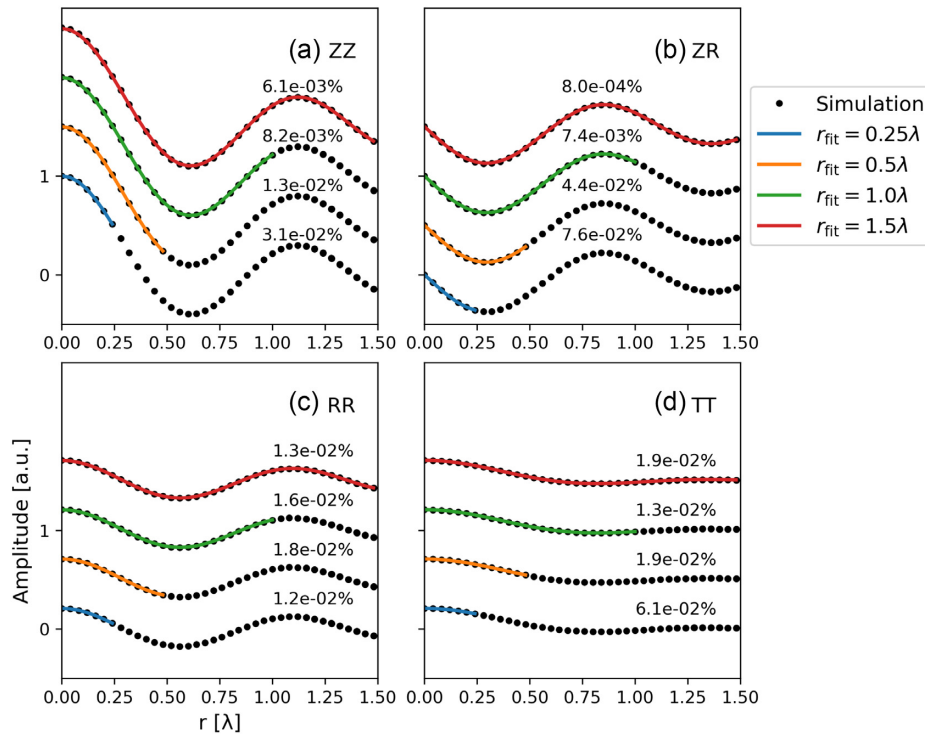 (a) ZZ
6.1e-03%
8.2e-03%
1.3e-02%
3.1e-02%
1
0
0.00 0.25 0.50 0.75 1.00 1.25 1.50
(b) ZR
8.0e-04%
7.4e-03%
4.4e-02%
7.6e-02%
0.00 0.25 0.50 0.75 1.00 1.25 1.50
Simulation
r_fit = 0.25λ
r_fit = 0.5λ
r_fit = 1.0λ
r_fit = 1.5λ
(c) RR
1.3e-02%
1.6e-02%
1.8e-02%
1.2e-02%
Amplitude [a.u.]
1
0
0.00 0.25 0.50 0.75 1.00 1.25 1.50
r [λ]
(d) TT
1.9e-02%
1.3e-02%
1.9e-02%
6.1e-02%
0.00 0.25 0.50 0.75 1.00 1.25 1.50